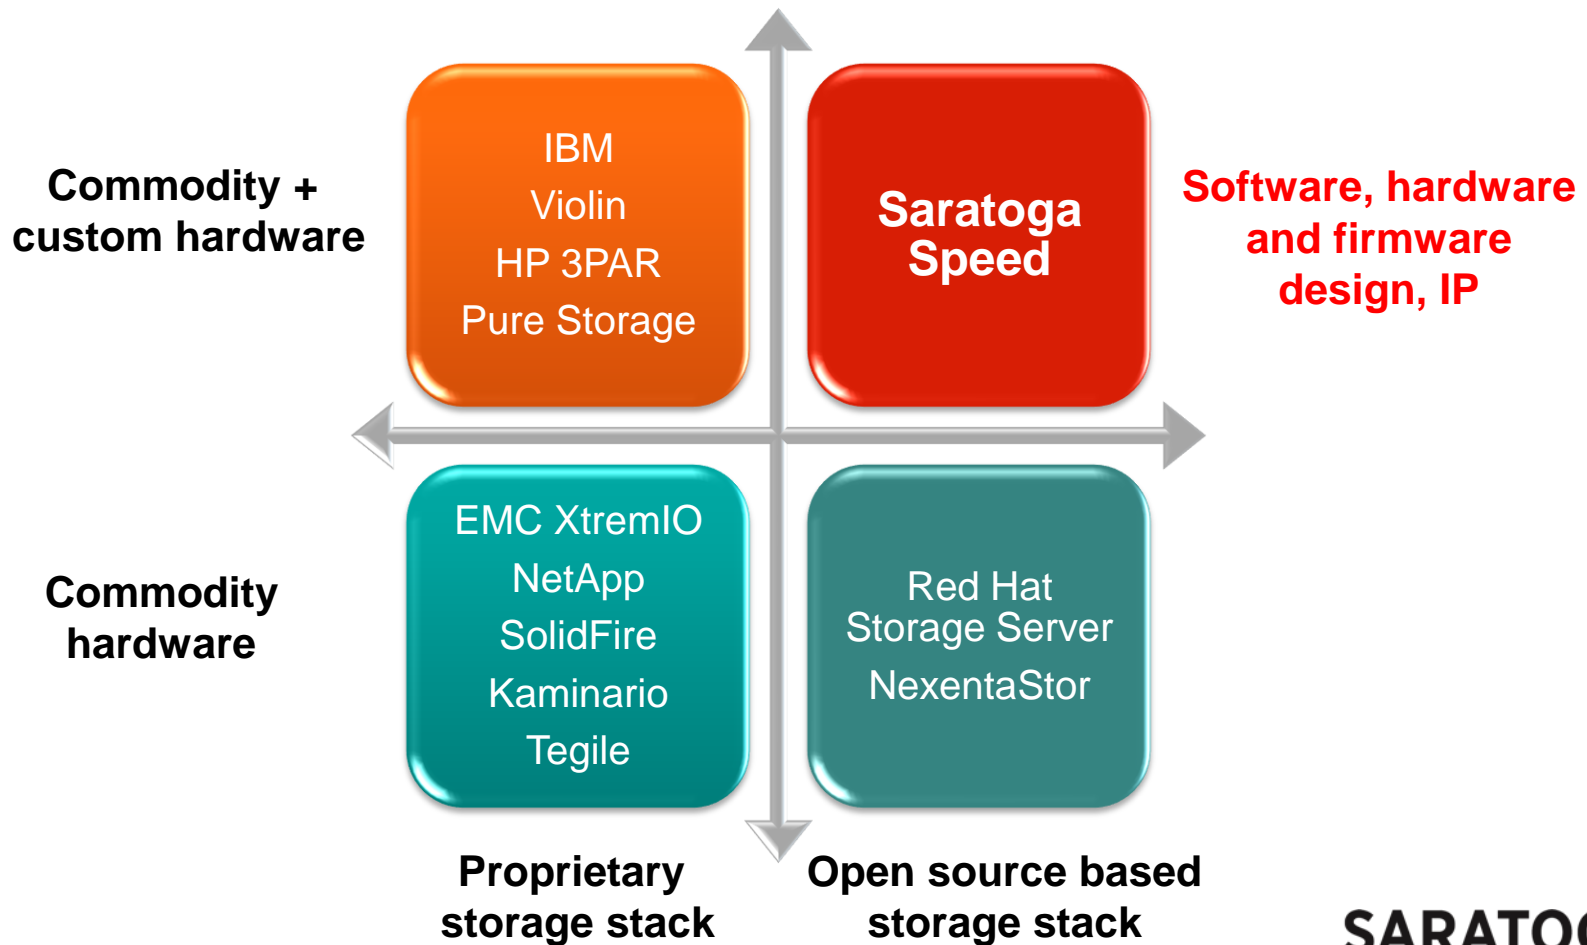 Commodity +
custom hardware
IBM
Violin
HP 3PAR
Pure Storage
Saratoga
Speed
Software, hardware
and firmware
design, IP
Commodity
hardware
EMC XtremIO
NetApp
SolidFire
Kaminario
Tegile
Red Hat
Storage Server
NexentaStor
Proprietary
storage stack
Open source based
storage stack